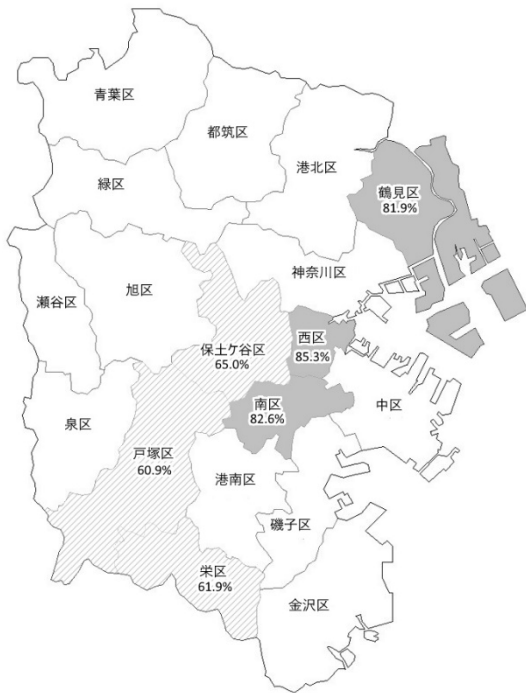 青葉区
都筑区
港北区
緑区
鶴見区
81.9%
神奈川区
旭区
瀬谷区
西区
85.3%
保土ケ谷区
65.0%
南区
82.6%
中区
泉区
戸塚区
60.9%
港南区
磯子区
栄区
61.9%
金沢区